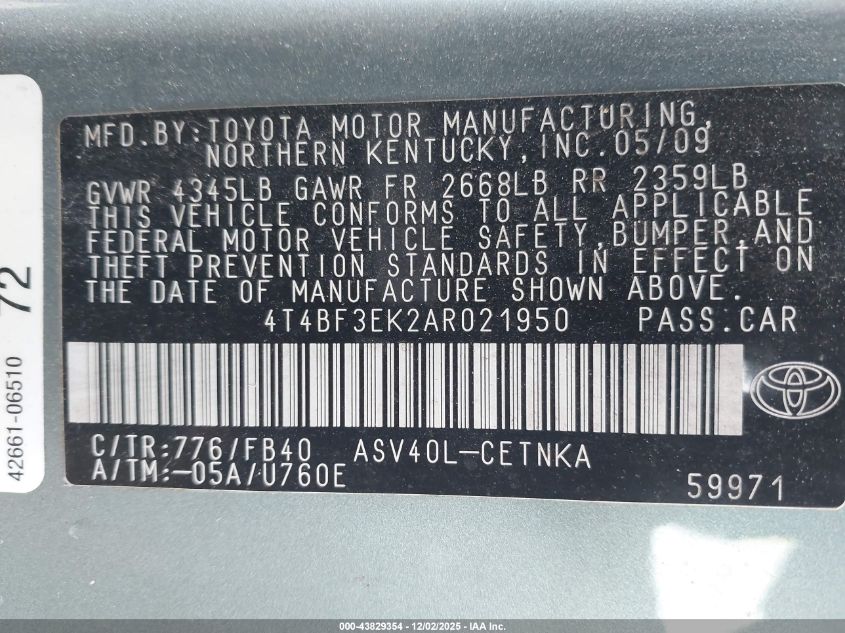 MFD.BY:TOYOTA MOTOR MANUFACTURING,
NORTHERN KENTUCKY,INC.05/09
GVWR 4345LB GAWR FR 2668LB RR 2359LB
THIS VEHICLE CONFORMS TO ALL APPLICABLE
FEDERAL MOTOR VEHICLE SAFETY,BUMPER,AND
THEFT PREVENTION STANDARDS IN EFFECT ON
THE DATE OF MANUFACTURE SHOWN ABOVE.
4T4BF3EK2AR021950 PASS.CAR
C/TR:776/FB40 ASV40L-CETNKA
A/TM:-05A/U760E
59971
42661-06510
72
000-43829354 - 12/02/2025 - IAA Inc.